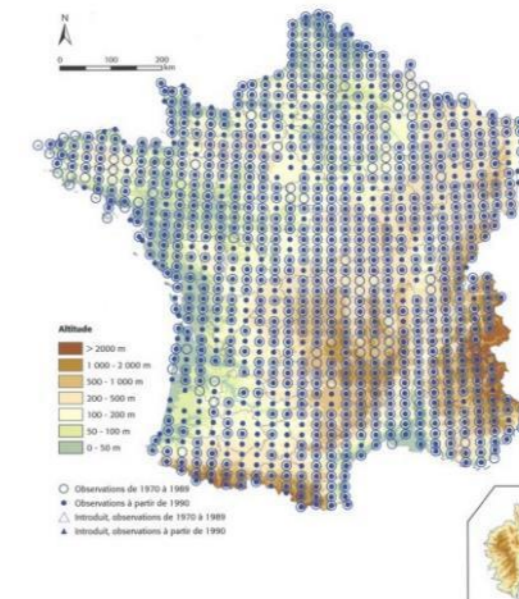 N
0 100 200
km
Altitude
> 2000 m
1 000 - 2 000 m
500 - 1 000 m
200 - 500 m
100 - 200 m
50 - 100 m
0 - 50 m
Observations de 1970 à 1989
Observations à partir de 1990
Introduit, observations de 1970 à 1989
Introduit, observations à partir de 1990